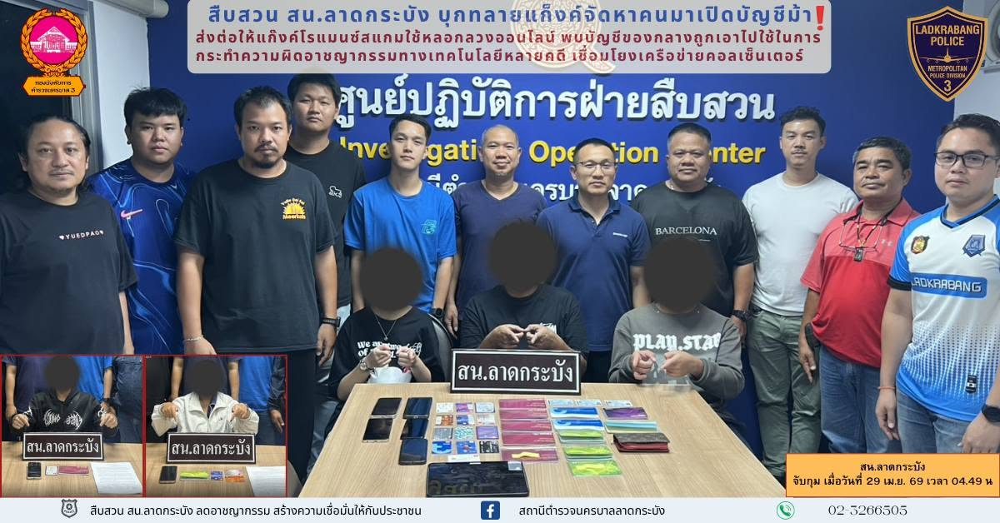 สืบสวน สน.ลาดกระบัง บุกทลายแก็งค์จัดหาคนมาเปิดบัญชีม้า❗
ส่งต่อให้แก๊งค์โรแมนซ์สแกมใช้หลอกลวงออนไลน์ พบบัญชีของกลางถูกเอาไปใช้ในการ
กระทำความผิดอาชญากรรมทางเทคโนโลยีหลายคดี เชื่อมโยงเครือข่ายคอลเซ็นเตอร์
กองบังคับการ
ตำรวจนครบาล 3
LADKRABANG
POLICE
METROPOLITAN
POLICE DIVISION
3
ศูนย์ปฏิบัติการฝ่ายสืบสวน
Operation
YUEDPAO
Meerkats
BARCELONA
LADKRABANG
We are two
สน.ลาดกระบัง
สน.ลาดกระบัง
สน.ลาดกระบัง
สน.ลาดกระบัง
จับกุม เมื่อวันที่ 29 เม.ย. 69 เวลา 04.49 น
สืบสวน สน.ลาดกระบัง ลดอาชญากรรม สร้างความเชื่อมั่นให้กับประชาชน
สถานีตำรวจนครบาลลาดกระบัง
02-3266303